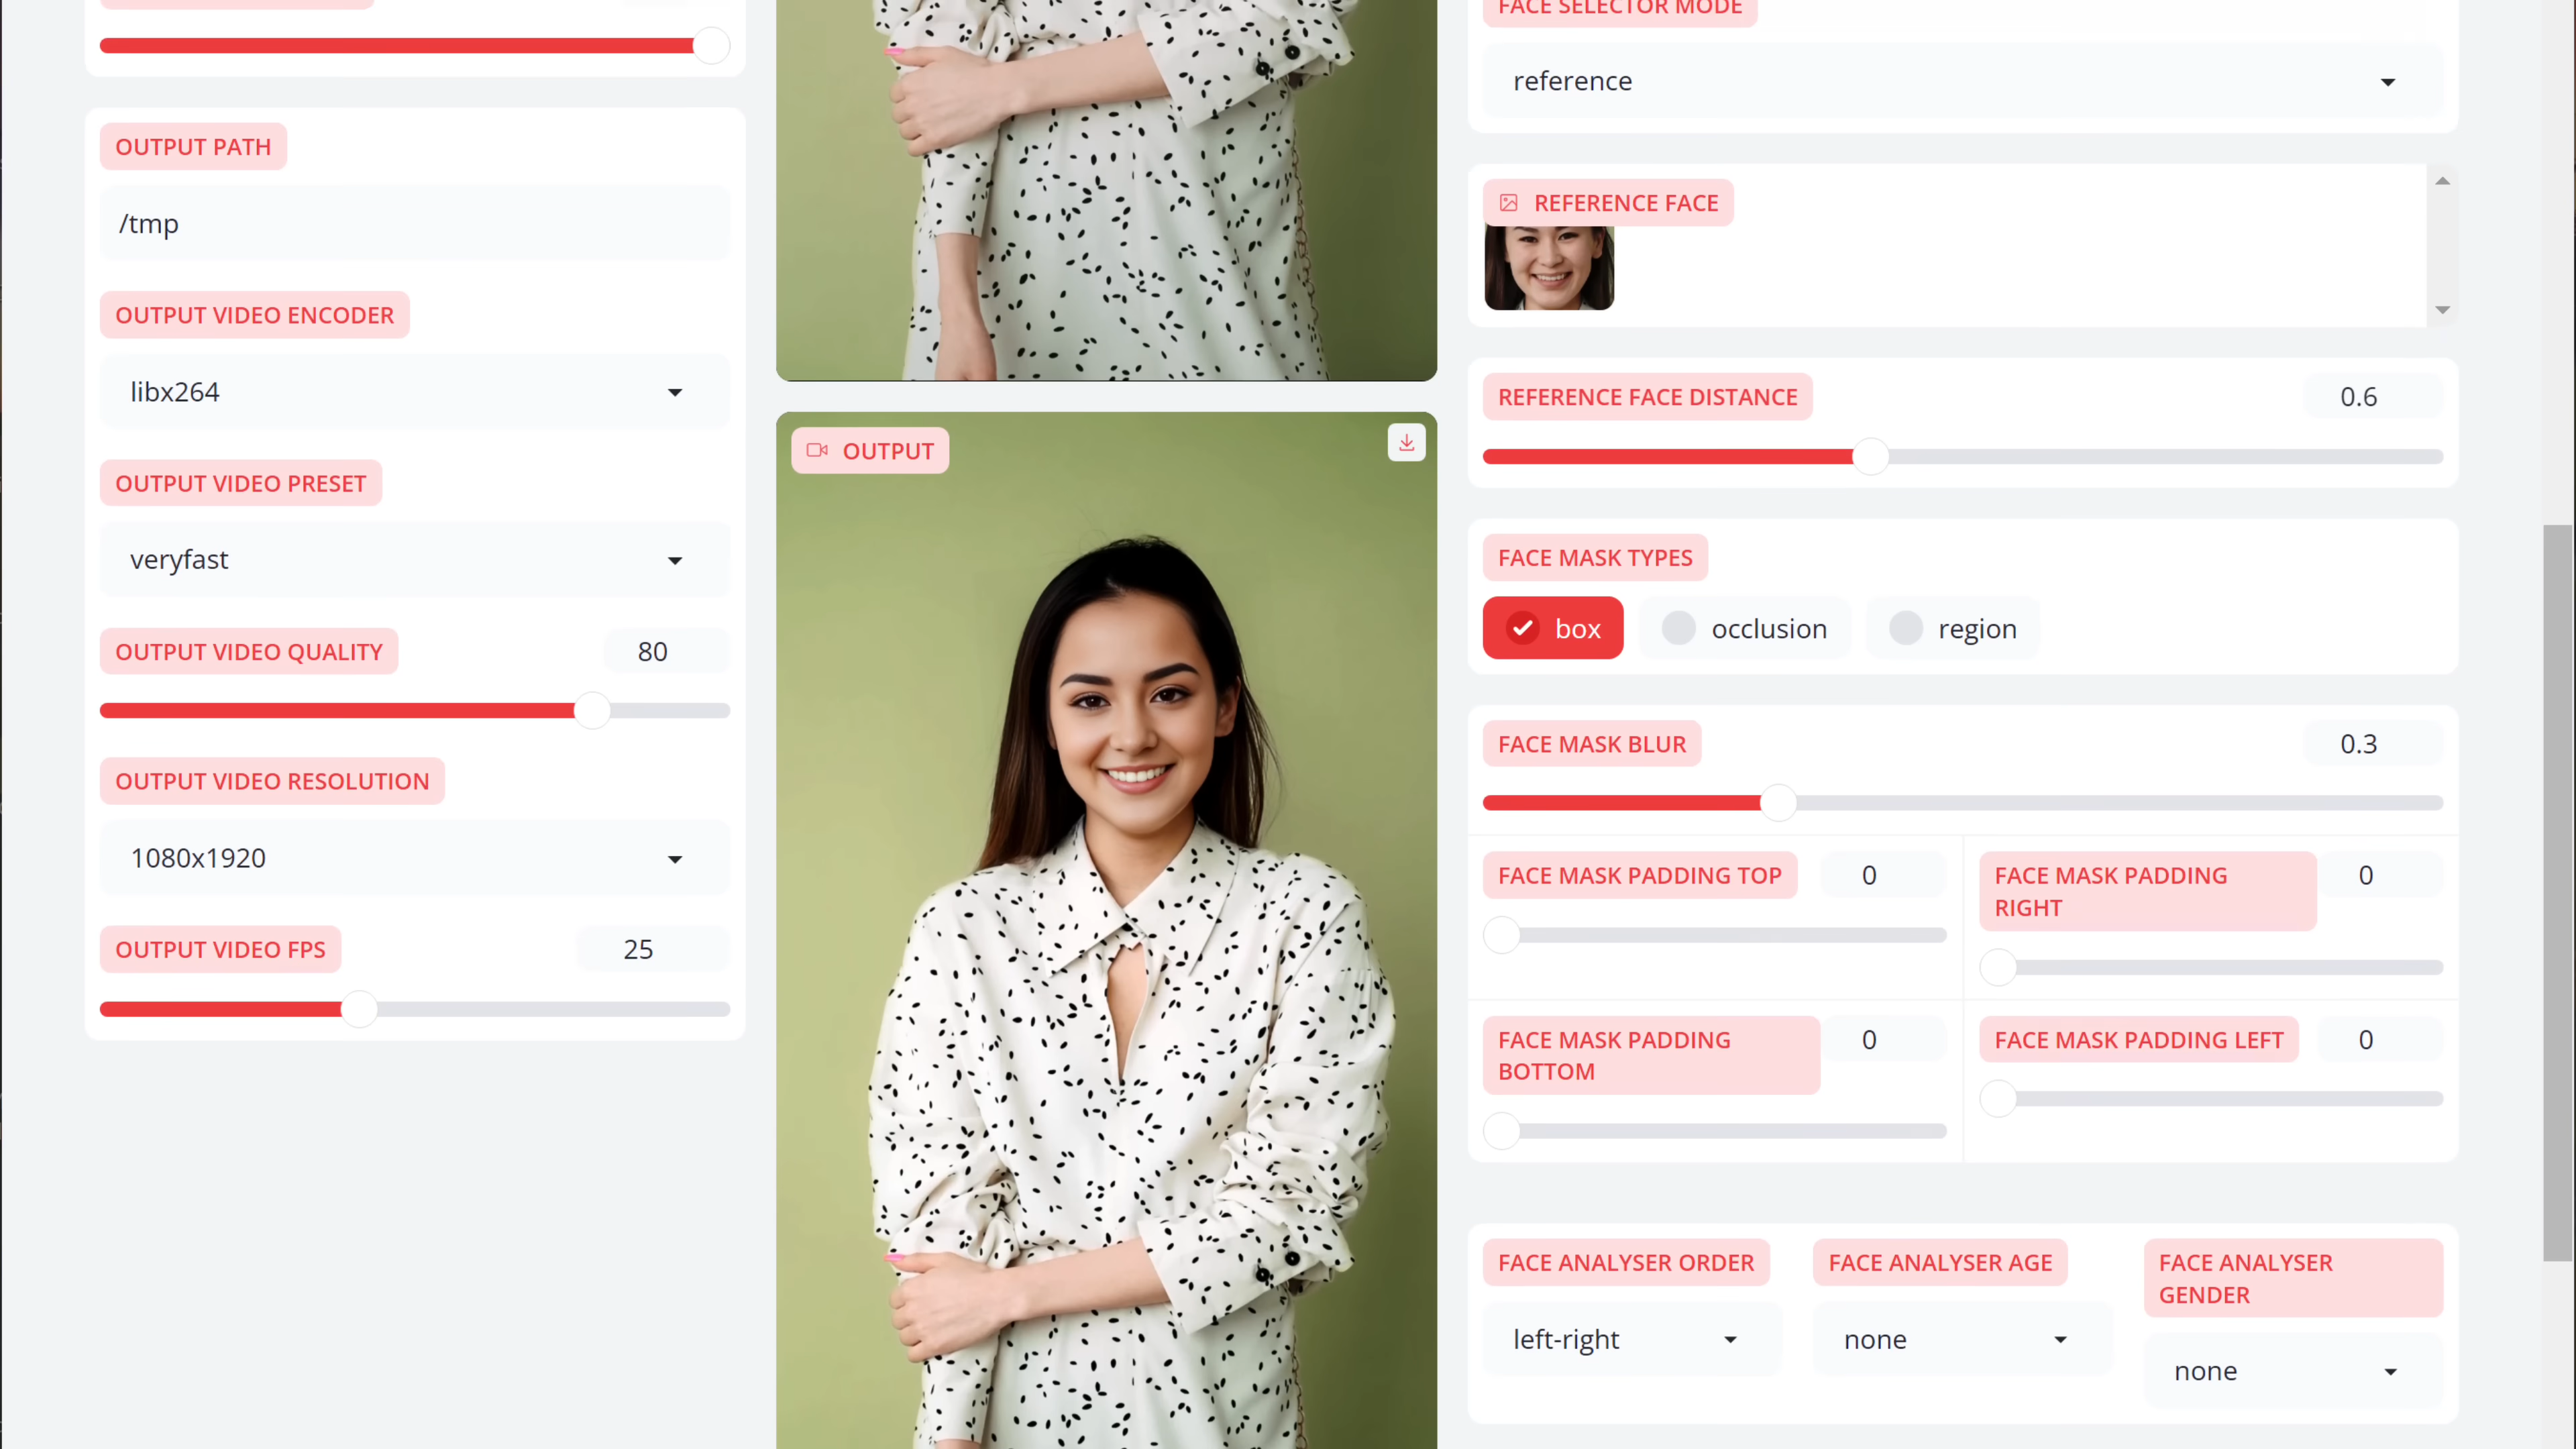 OUTPUT PATH
/tmp
OUTPUT VIDEO ENCODER
libx264
OUTPUT VIDEO PRESET
veryfast
OUTPUT VIDEO QUALITY 80
OUTPUT VIDEO RESOLUTION
1080x1920
OUTPUT VIDEO FPS 25
OUTPUT
FACE SELECTOR MODE
reference
REFERENCE FACE
REFERENCE FACE DISTANCE 0.6
FACE MASK TYPES
box occlusion region
FACE MASK BLUR 0.3
FACE MASK PADDING TOP 0
FACE MASK PADDING
RIGHT
0
FACE MASK PADDING
BOTTOM
0
FACE MASK PADDING LEFT 0
FACE ANALYSER ORDER
left-right
FACE ANALYSER AGE
none
FACE ANALYSER
GENDER
none